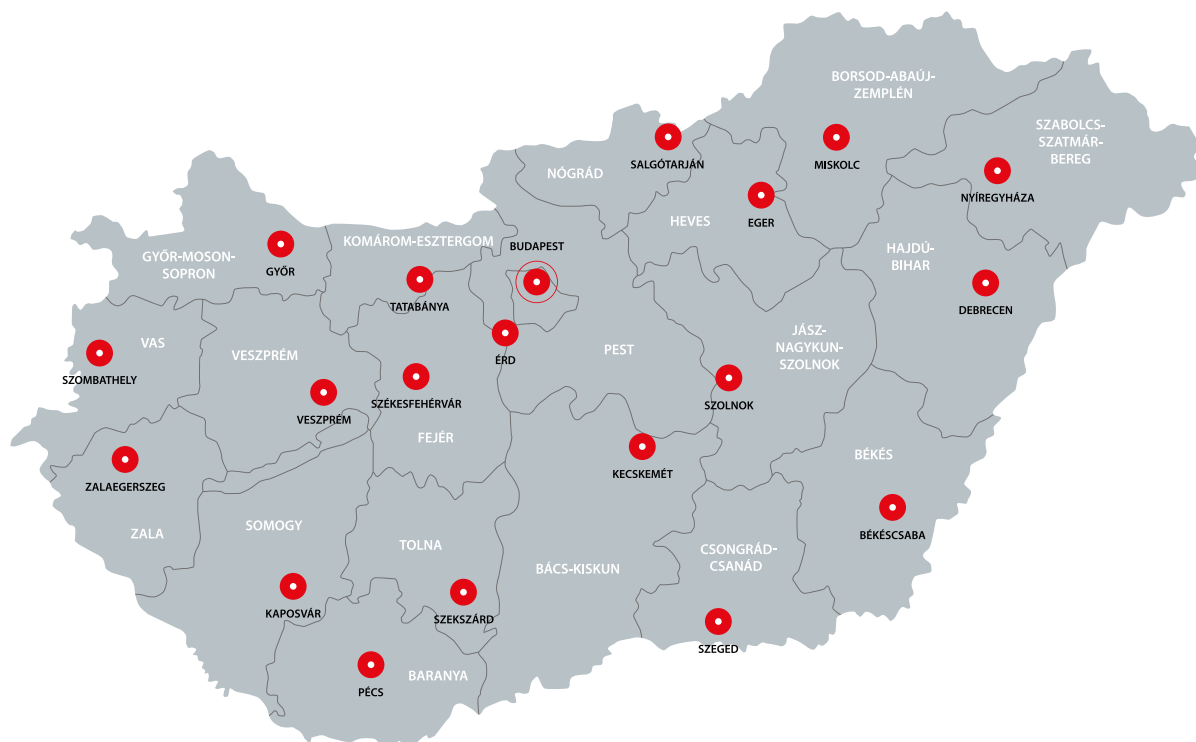 BORSOD-ABAÚJ-
ZEMPLÉN
SZABOLCS-
SZATMÁR-
BEREG
MISKOLC
SALGÓTARJÁN
NÓGRÁD
NYÍREGYHÁZA
HEVES
EGER
KOMÁROM-ESZTERGOM
BUDAPEST
HAJDÚ-
BIHAR
GYŐR-MOSON-
SOPRON
GYŐR
TATABÁNYA
DEBRECEN
JÁSZ-
NAGYKUN-
SZOLNOK
VAS
VESZPRÉM
ÉRD
PEST
SZOMBATHELY
VESZPRÉM
SZÉKESFEHÉRVÁR
SZOLNOK
FEJÉR
KECSKEMÉT
BÉKÉS
ZALAEGERSZEG
ZALA
SOMOGY
TOLNA
BÉKÉSCSABA
CSONGRÁD-
CSANÁD
BÁCS-KISKUN
KAPOSVÁR
SZEKSZÁRD
SZEGED
BARANYA
PÉCS